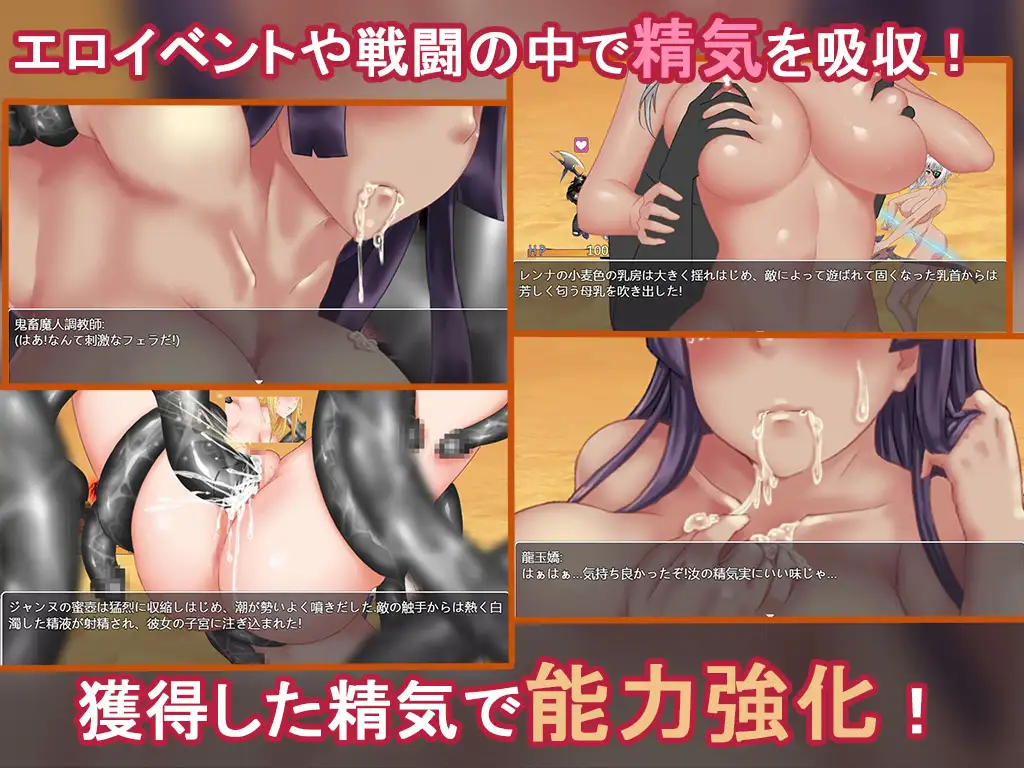 エロイベントや戦闘の中で精気を吸収！
鬼畜魔人調教師:
(はあ!なんて刺激なフェラだ!)
HP 100
レンナの小麦色の乳房は大きく揺れはじめ、敵によって遊ばれて固くなった乳首からは
芳しく匂う母乳を吹き出した!
ジャンヌの蜜壺は猛烈に収縮しはじめ、潮が勢いよく噴きだした.敵の触手からは熱く白
濁した精液が射精され、彼女の子宮に注ぎ込まれた!
龍玉嬌:
はぁはぁ...気持ち良かったぞ!汝の精気実にいい味じゃ...
獲得した精気で能力強化！